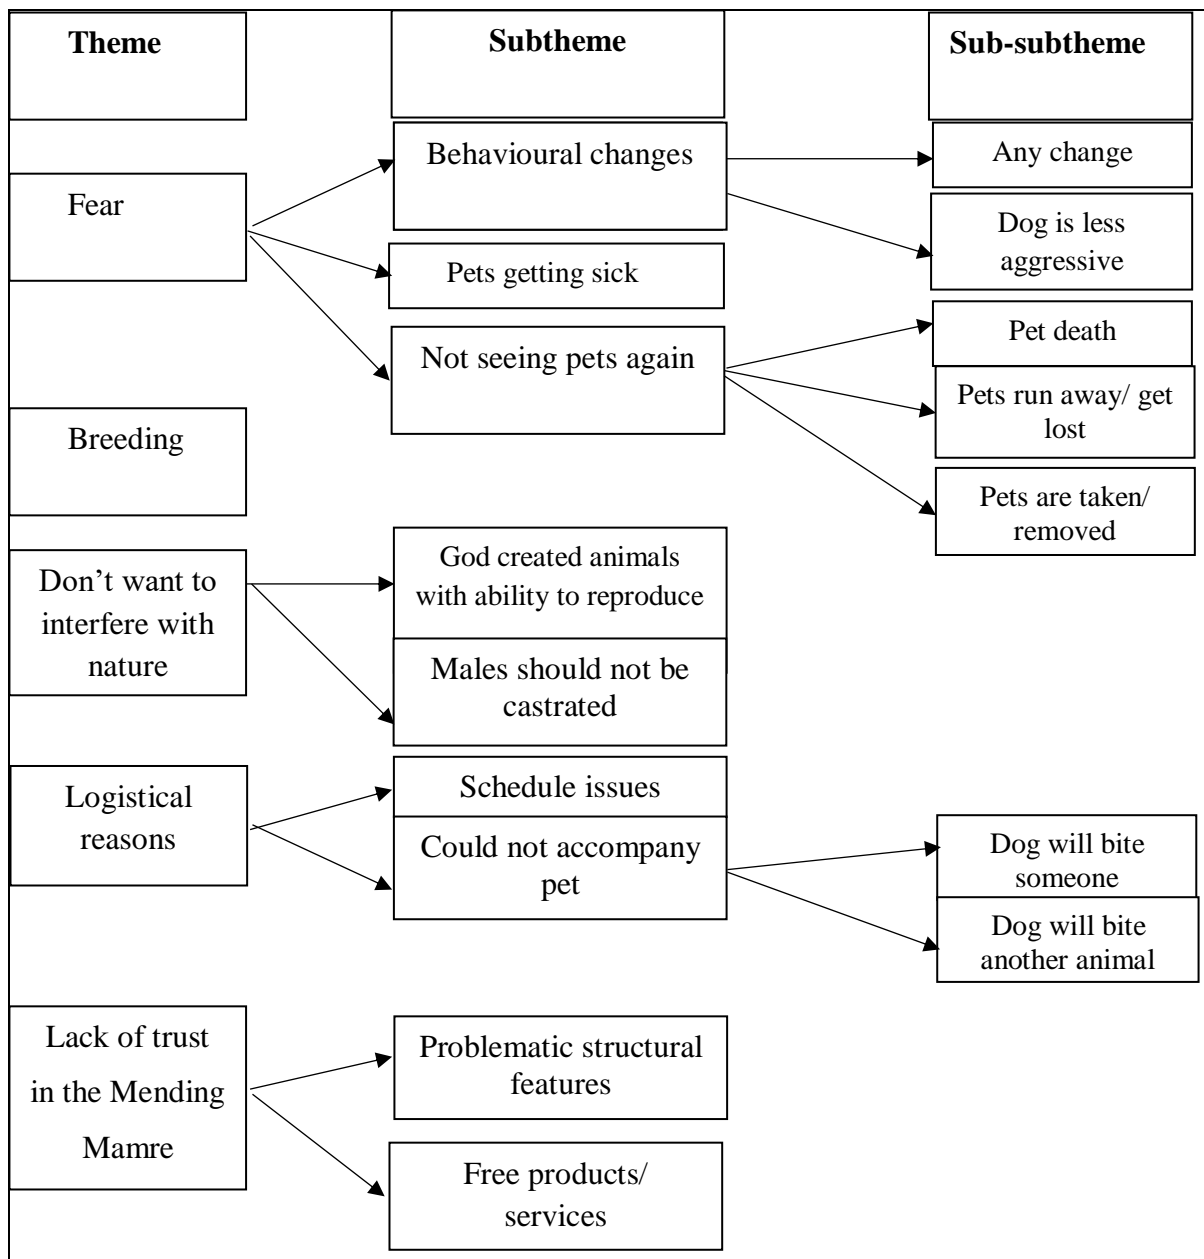 Theme
Subtheme
Sub-subtheme
Fear
Behavioural changes
Any change
Dog is less
aggressive
Pets getting sick
Not seeing pets again
Pet death
Pets run away/ get
lost
Pets are taken/
removed
Breeding
Don’t want to
interfere with
nature
God created animals
with ability to reproduce
Males should not be
castrated
Logistical
reasons
Schedule issues
Could not accompany
pet
Dog will bite
someone
Dog will bite
another animal
Lack of trust
in the Mending
Mamre
Problematic structural
features
Free products/
services